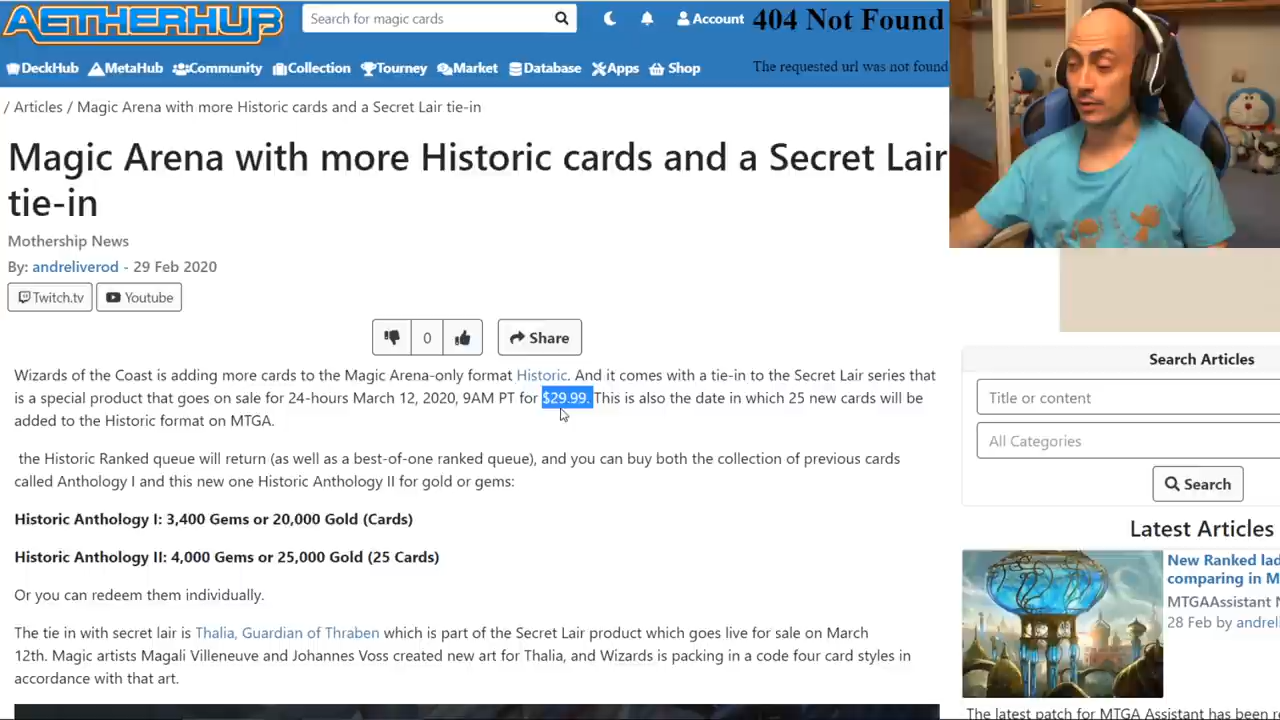 AETHERHUB
Search for magic cards
Account
404 Not Found
DeckHub
MetaHub
Community
Collection
Tourney
Market
Database
Apps
Shop
The requested url was not found
/ Articles / Magic Arena with more Historic cards and a Secret Lair tie-in
Magic Arena with more Historic cards and a Secret Lair
tie-in
Mothership News
By: andreliverod - 29 Feb 2020
Twitch.tv
Youtube
0
Share
Wizards of the Coast is adding more cards to the Magic Arena-only format Historic. And it comes with a tie-in to the Secret Lair series that
is a special product that goes on sale for 24-hours March 12, 2020, 9AM PT for $29.99. This is also the date in which 25 new cards will be
added to the Historic format on MTGA.
the Historic Ranked queue will return (as well as a best-of-one ranked queue), and you can buy both the collection of previous cards
called Anthology I and this new one Historic Anthology II for gold or gems:
Historic Anthology I: 3,400 Gems or 20,000 Gold (Cards)
Historic Anthology II: 4,000 Gems or 25,000 Gold (25 Cards)
Or you can redeem them individually.
The tie in with secret lair is Thalia, Guardian of Thraben which is part of the Secret Lair product which goes live for sale on March
12th. Magic artists Magali Villeneuve and Johannes Voss created new art for Thalia, and Wizards is packing in a code four card styles in
accordance with that art.
Search Articles
Title or content
All Categories
Search
Latest Articles
New Ranked lad
comparing in M
MTGAAssistant N
28 Feb by andreli
The latest patch for MTG Assistant has been r